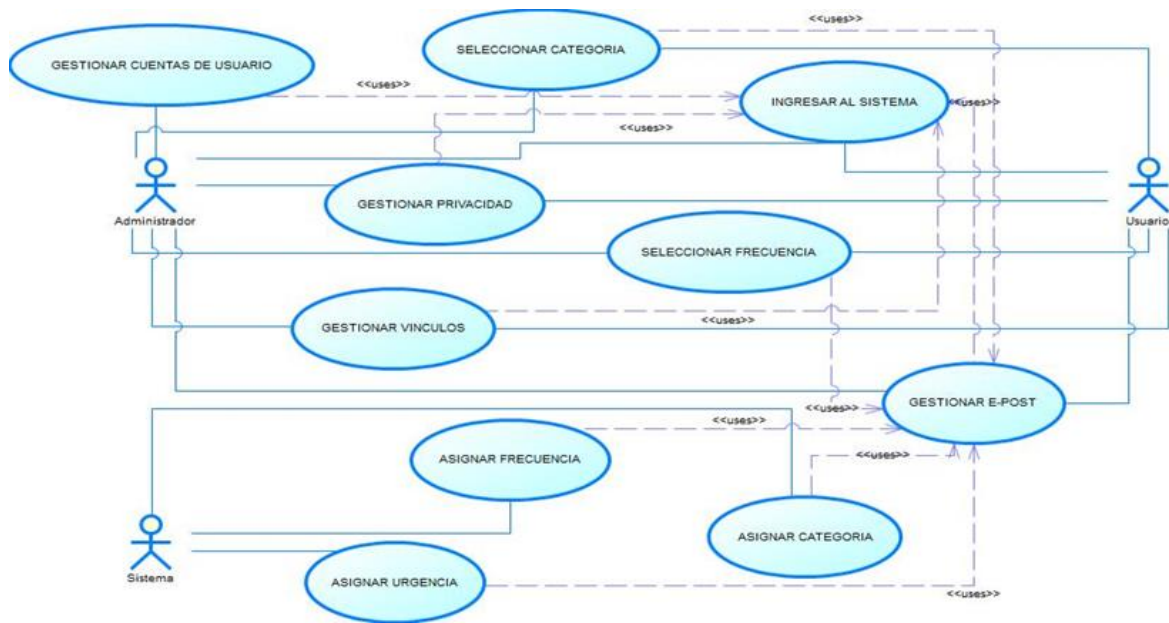 <<uses>>
SELECCIONAR CATEGORIA
GESTIONAR CUENTAS DE USUARIO
<<uses>>
INGRESAR AL SISTEMA
<<uses>>
<<uses>>
GESTIONAR PRIVACIDAD
Administrador
Usuario
SELECCIONAR FRECUENCIA
GESTIONAR VINCULOS
<<uses>>
GESTIONAR E-POST
<<uses>>
<<uses>>
ASIGNAR FRECUENCIA
<<uses>>
ASIGNAR CATEGORIA
Sistema
ASIGNAR URGENCIA
<<uses>>